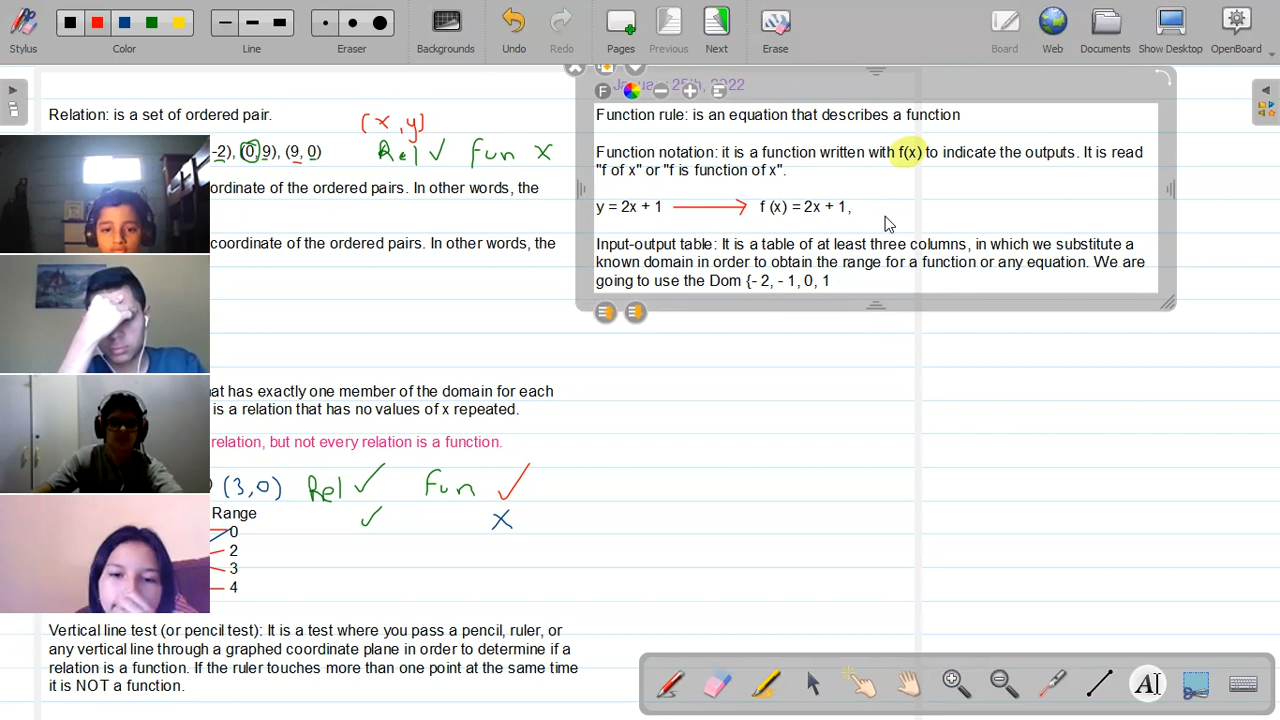 Stylus
Color
Line
Eraser
Backgrounds
Undo
Redo
Pages
Previous
Next
Erase
Board
Web
Documents
Show Desktop
OpenBoard
Relation: is a set of ordered pair.
(x, y)
-2), (0,9), (9, 0)
Rel ✓ fun x
ordinate of the ordered pairs. In other words, the
coordinate of the ordered pairs. In other words, the
hat has exactly one member of the domain for each
is a relation that has no values of x repeated.
relation, but not every relation is a function.
(3,0) Rel ✓ fun ✓
Range
✓ x
0
2
3
4
Vertical line test (or pencil test): It is a test where you pass a pencil, ruler, or
any vertical line through a graphed coordinate plane in order to determine if a
relation is a function. If the ruler touches more than one point at the same time
it is NOT a function.
January 25th, 2022
F
Function rule: is an equation that describes a function
Function notation: it is a function written with f(x) to indicate the outputs. It is read
"f of x" or "f is function of x".
y = 2x + 1 f (x) = 2x + 1,
Input-output table: It is a table of at least three columns, in which we substitute a
known domain in order to obtain the range for a function or any equation. We are
going to use the Dom {- 2, - 1, 0, 1